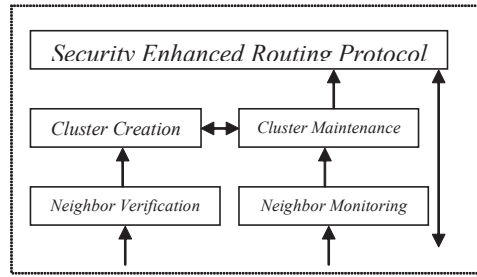 Security Enhanced Routing Protocol
Cluster Creation
Cluster Maintenance
Neighbor Verification
Neighbor Monitoring